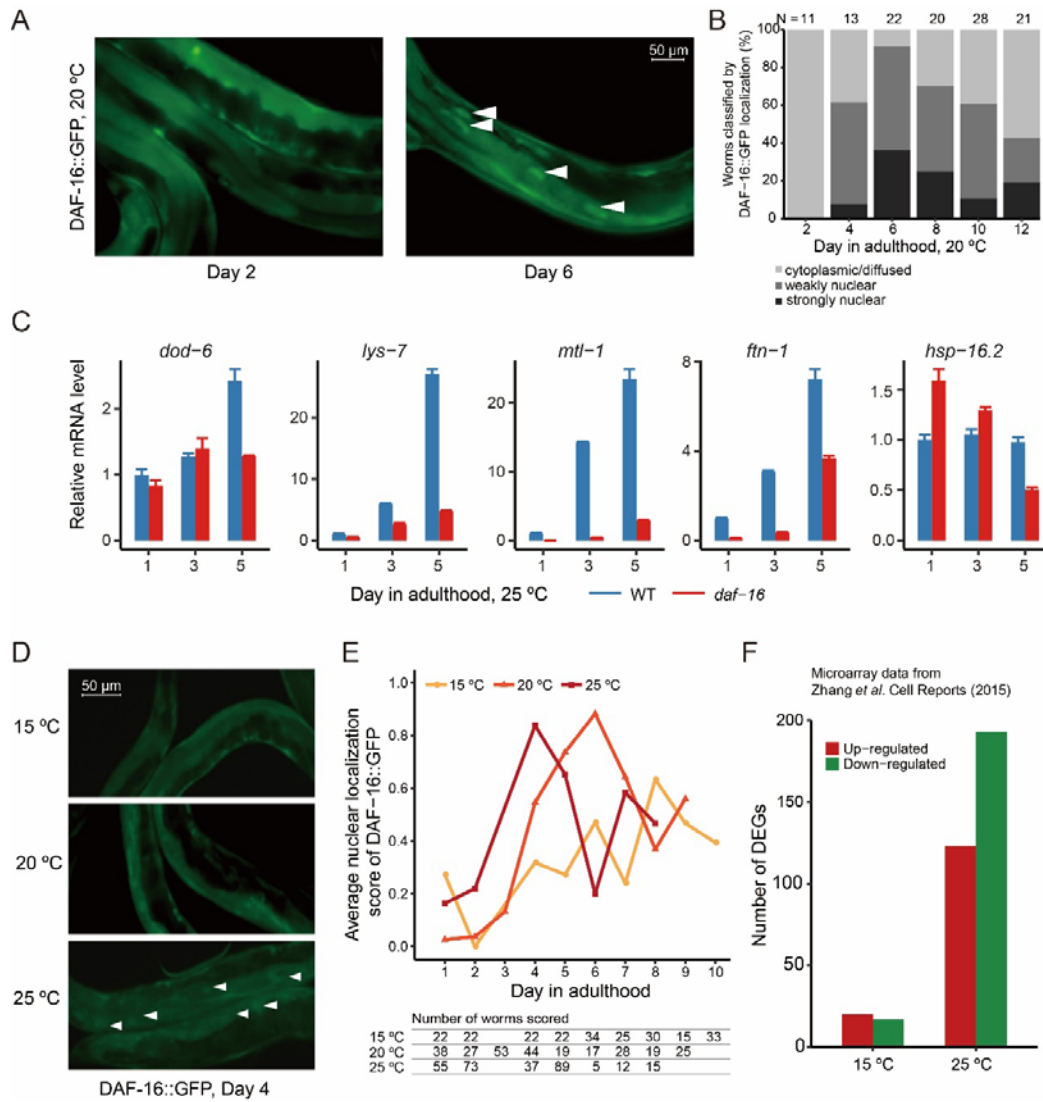 A
DAF-16::GFP, 20 ºC
50 µm
Day 2
Day 6
B
N = 11 13 22 20 28 21
Worms classified by
DAF−16::GFP localization (%)
100
80
60
40
20
0
2 4 6 8 10 12
Day in adulthood, 20 ºC
cytoplasmic/diffused
weakly nuclear
strongly nuclear
C
dod−6 lys−7 mtl−1 ftn−1 hsp−16.2
Relative mRNA level
2
1
0
20
10
0
20
10
0
8
4
0
1.5
1.0
0.5
0.0
1 3 5 1 3 5 1 3 5 1 3 5 1 3 5
Day in adulthood, 25 ºC
WT daf−16
D
50 µm
15 ºC
20 ºC
25 ºC
DAF-16::GFP, Day 4
E
15 ºC 20 ºC 25 ºC
Average nuclear localization
score of DAF−16::GFP
1.0
0.8
0.6
0.4
0.2
0.0
1 2 3 4 5 6 7 8 9 10
Day in adulthood
Number of worms scored
15 ºC 22 22 22 22 34 25 30 15 33
20 ºC 38 27 53 44 19 17 28 19 25
25 ºC 55 73 37 89 5 12 15
F
Microarray data from
Zhang et al. Cell Reports (2015)
Up−regulated
Down−regulated
Number of DEGs
200
150
100
50
0
15 ºC 25 ºC